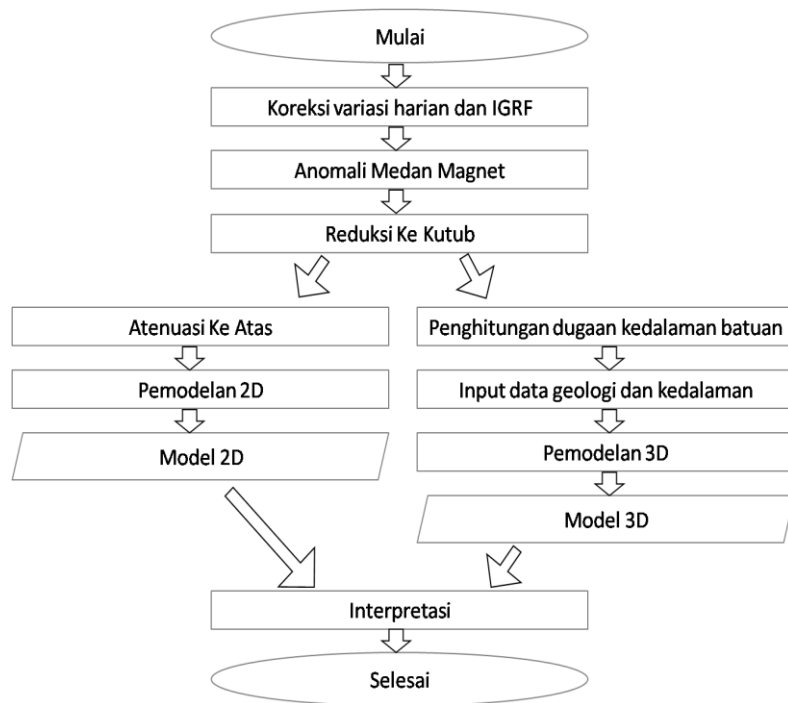 Mulai
Koreksi variasi harian dan IGRF
Anomali Medan Magnet
Reduksi Ke Kutub
Atenuasi Ke Atas
Pemodelan 2D
Model 2D
Penghitungan dugaan kedalaman batuan
Input data geologi dan kedalaman
Pemodelan 3D
Model 3D
Interpretasi
Selesai